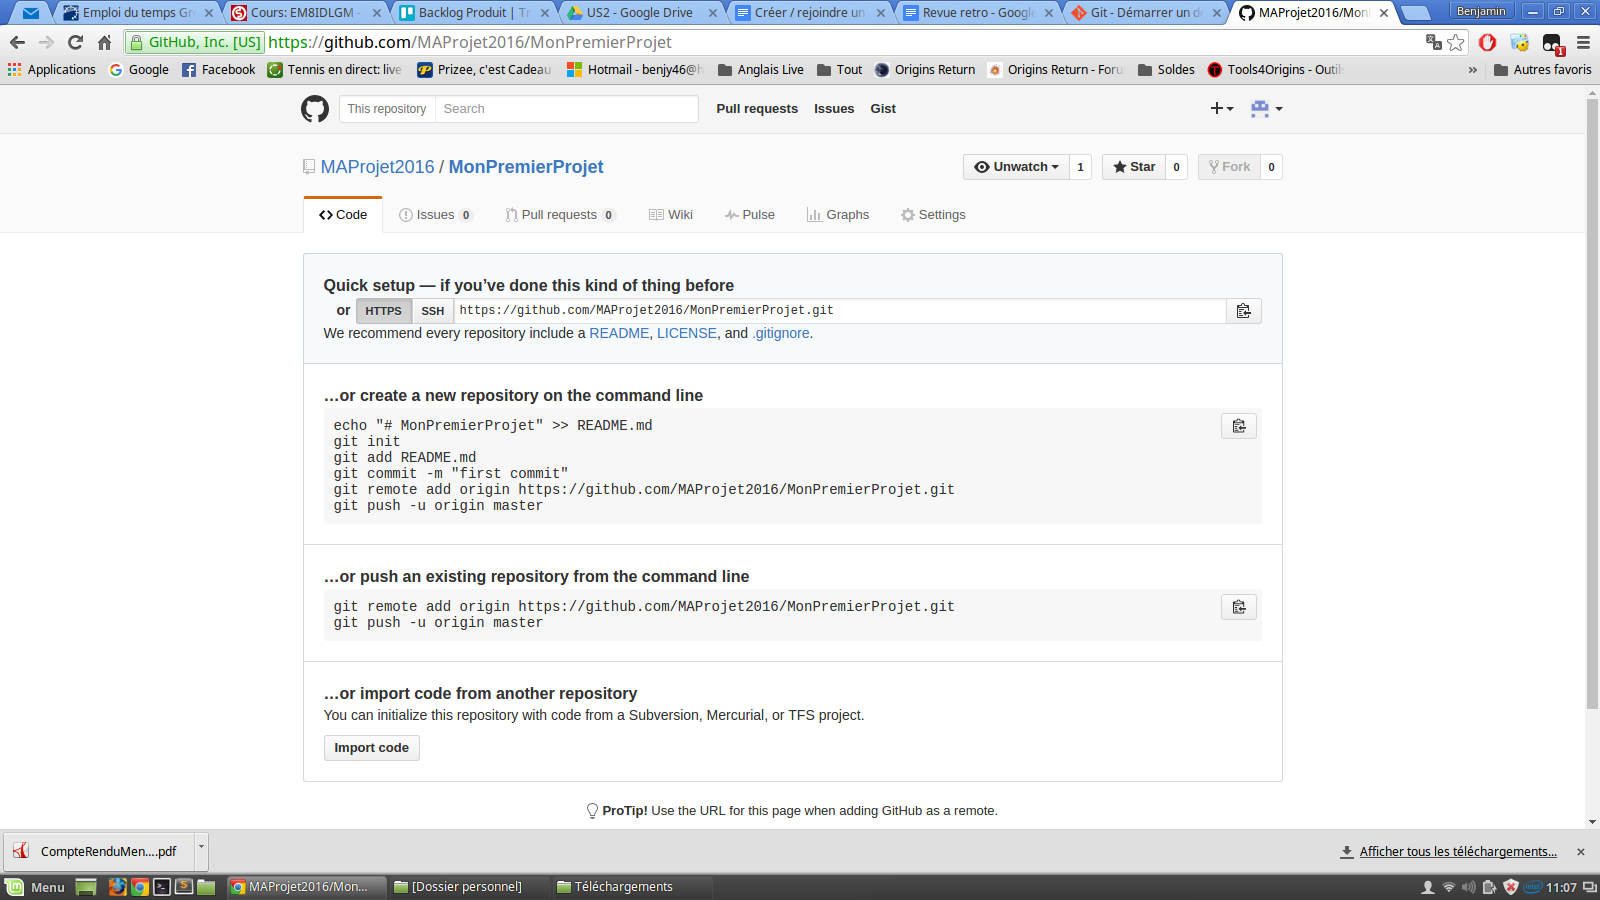 Emploi du temps Gr
Cours: EM8IDLGM -
Backlog Produit | Tr
US2 - Google Drive
Créer / rejoindre un
Revue retro - Google
Git - Démarrer un dé
MAProjet2016/MonP
Benjamin
GitHub, Inc. [US]
https://github.com/MAProjet2016/MonPremierProjet
Applications
Google
Facebook
Tennis en direct: live
Prizee, c'est Cadeau
Hotmail - benjy46@h
Anglais Live
Tout
Origins Return
Origins Return - Foru
Soldes
Tools4Origins - Outil
»
Autres favoris
This repository
Search
Pull requests
Issues
Gist
MAProjet2016 / MonPremierProjet
Unwatch 1
Star 0
Fork 0
Code
Issues 0
Pull requests 0
Wiki
Pulse
Graphs
Settings
Quick setup — if you’ve done this kind of thing before
or HTTPS SSH https://github.com/MAProjet2016/MonPremierProjet.git
We recommend every repository include a README, LICENSE, and .gitignore.
…or create a new repository on the command line
echo "# MonPremierProjet" >> README.md
git init
git add README.md
git commit -m "first commit"
git remote add origin https://github.com/MAProjet2016/MonPremierProjet.git
git push -u origin master
…or push an existing repository from the command line
git remote add origin https://github.com/MAProjet2016/MonPremierProjet.git
git push -u origin master
…or import code from another repository
You can initialize this repository with code from a Subversion, Mercurial, or TFS project.
Import code
ProTip! Use the URL for this page when adding GitHub as a remote.
CompteRenduMen....pdf
Afficher tous les téléchargements...
Menu
MAProjet2016/Mon...
[Dossier personnel]
Téléchargements
11:07